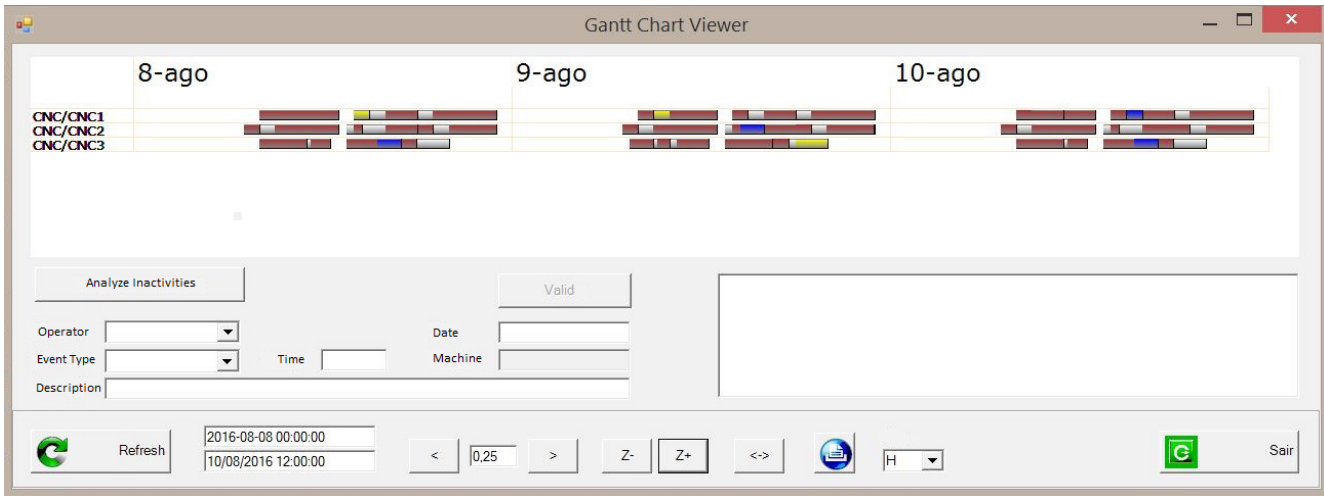 Gantt Chart Viewer
8-ago 9-ago 10-ago
CNC/CNC1
CNC/CNC2
CNC/CNC3
Analyze Inactivities Valid
Operator Date
Event Type Time Machine
Description
Refresh 2016-08-08 00:00:00 < 0,25 > Z- Z+ <-> H Sair
10/08/2016 12:00:00